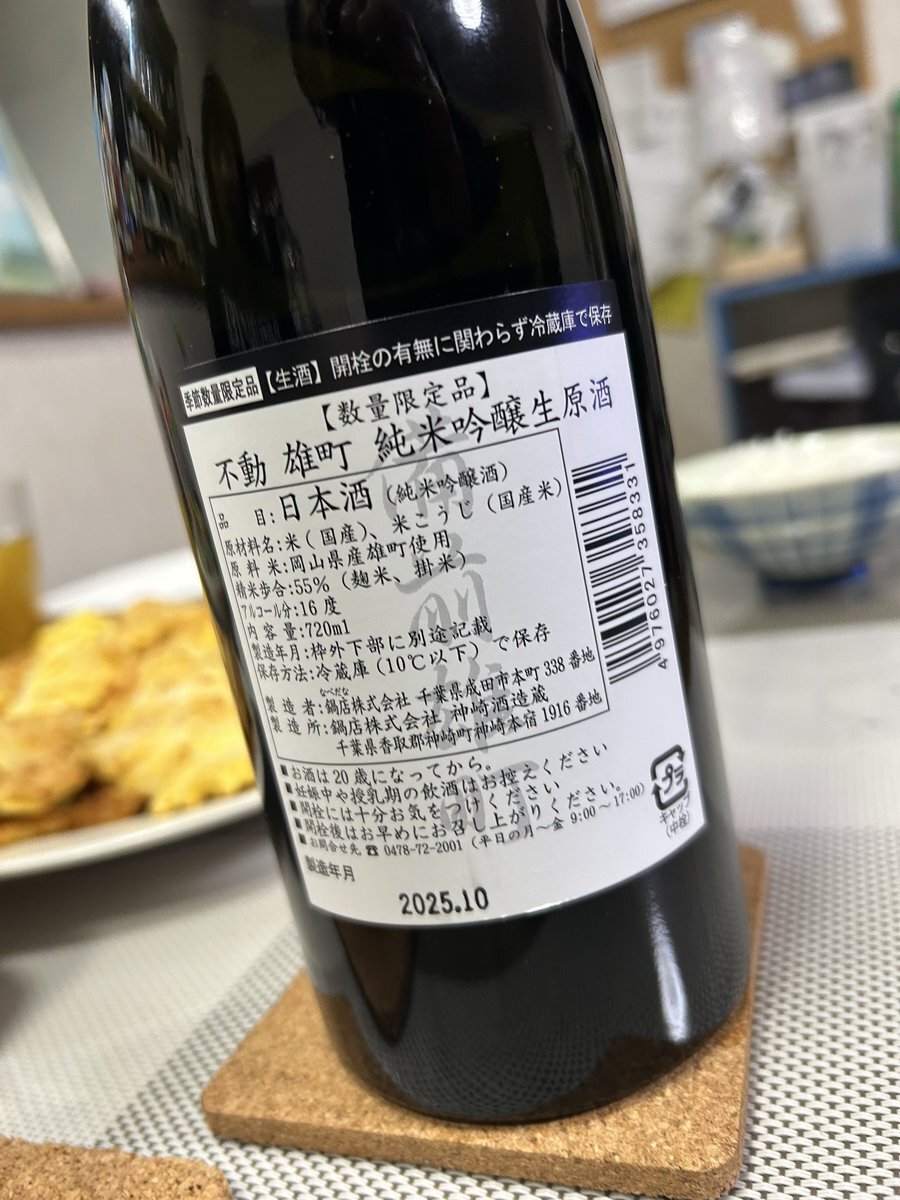 季節数量限定品【生酒】開栓の有無に関わらず冷蔵庫で保存
【数量限定品】
不動 雄町 純米吟醸生原酒
備前雄町
品 目:日本酒(純米吟醸酒)
原材料名:米(国産)、米こうじ(国産米)
原料米:岡山県産雄町使用
精米歩合:55%(麹米、掛米)
アルコール分:16度
内容量:720ml
製造年月:枠外下部に別途記載
保存方法:冷蔵庫(10℃以下)で保存
なべだな
製造者:鍋店株式会社 千葉県成田市本町338番地
製造所:鍋店株式会社 神崎酒造蔵
千葉県香取郡神崎町神崎本宿1916番地
4976027358331
■お酒は20歳になってから。
■妊娠中や授乳期の飲酒はお控えください
■開栓には十分お気をつけください
■開栓後はお早めにお召し上がりください。
■お問合せ先 ☎ 0478-72-2001(平日の月~金 9:00~17:00)
プラ
キャップ
(中栓)
製造年月
2025.10